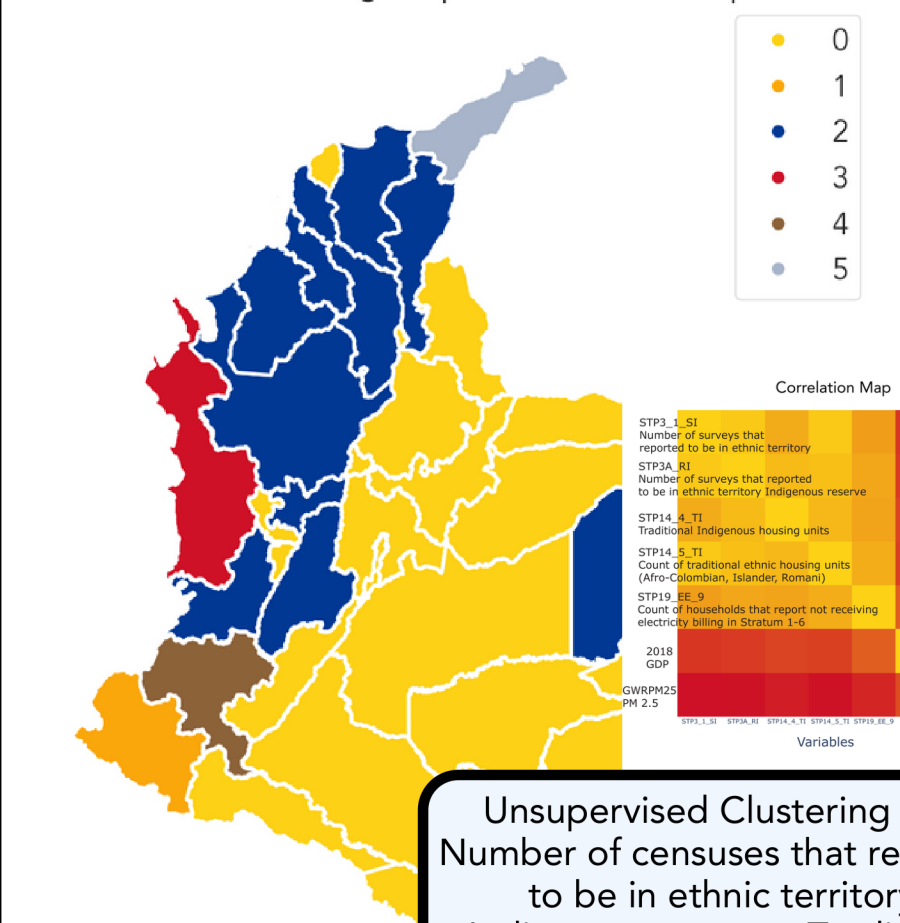 0
1
2
3
4
5
Correlation Map
STP3_1_SI
Number of surveys that
reported to be in ethnic territory
STP3A_RI
Number of surveys that reported
to be in ethnic territory Indigenous reserve
STP14_4_TI
Traditional Indigenous housing units
STP14_5_TI
Count of traditional ethnic housing units
(Afro-Colombian, Islander, Romani)
STP19_EE_9
Count of households that report not receiving
electricity billing in Stratum 1-6
2018
GDP
GWRPM25
PM 2.5
STP3_1_SI STP3A_RI STP14_4_TI STP14_5_TI STP19_EE_9
Variables
Unsupervised Clustering
Number of censuses that re
to be in ethnic territor